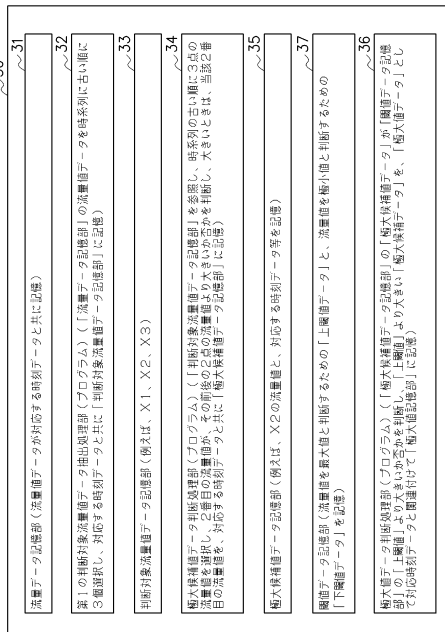 30
31
流量データ記憶部(流量値データが対応する時刻データと共に記憶)
32
第1の判断対象流量値データ抽出処理部(プログラム)(「流量データ記憶部」の流量値データを時系列に古い順に
3個選択し、対応する時刻データと共に「判断対象流量値データ記憶部」に記憶)
33
判断対象流量値データ記憶部(例えば、X1、X2、X3)
34
極大候補値データ判断処理部(プログラム)(「判断対象流量値データ記憶部」を参照し、時系列の古い順に3点の
流量値を選択し、2番目の流量値が、その前後の2点の流量値より大きいか否かを判断し、大きいときは、当該2番
目の流量値を、対応する時刻データと共に「極大候補値データ記憶部」に記憶)
35
極大候補値データ記憶部(例えば、X2の流量値と、対応する時刻データ等を記憶)
37
閾値データ記憶部(流量値を最大値と判断するための「上閾値データ」と、流量値を極小値と判断するための
「下閾値データ」を記憶)
36
極大値データ判断処理部(プログラム)(「極大候補値データ記憶部」の「極大候補値データ」が「閾値データ記憶
部」の「上閾値」より大きいか否かを判断し、「上閾値」より大きい「極大候補データ」を、「極大値データ」とし
て対応時刻データと関連付けて「極大値記憶部」に記憶)